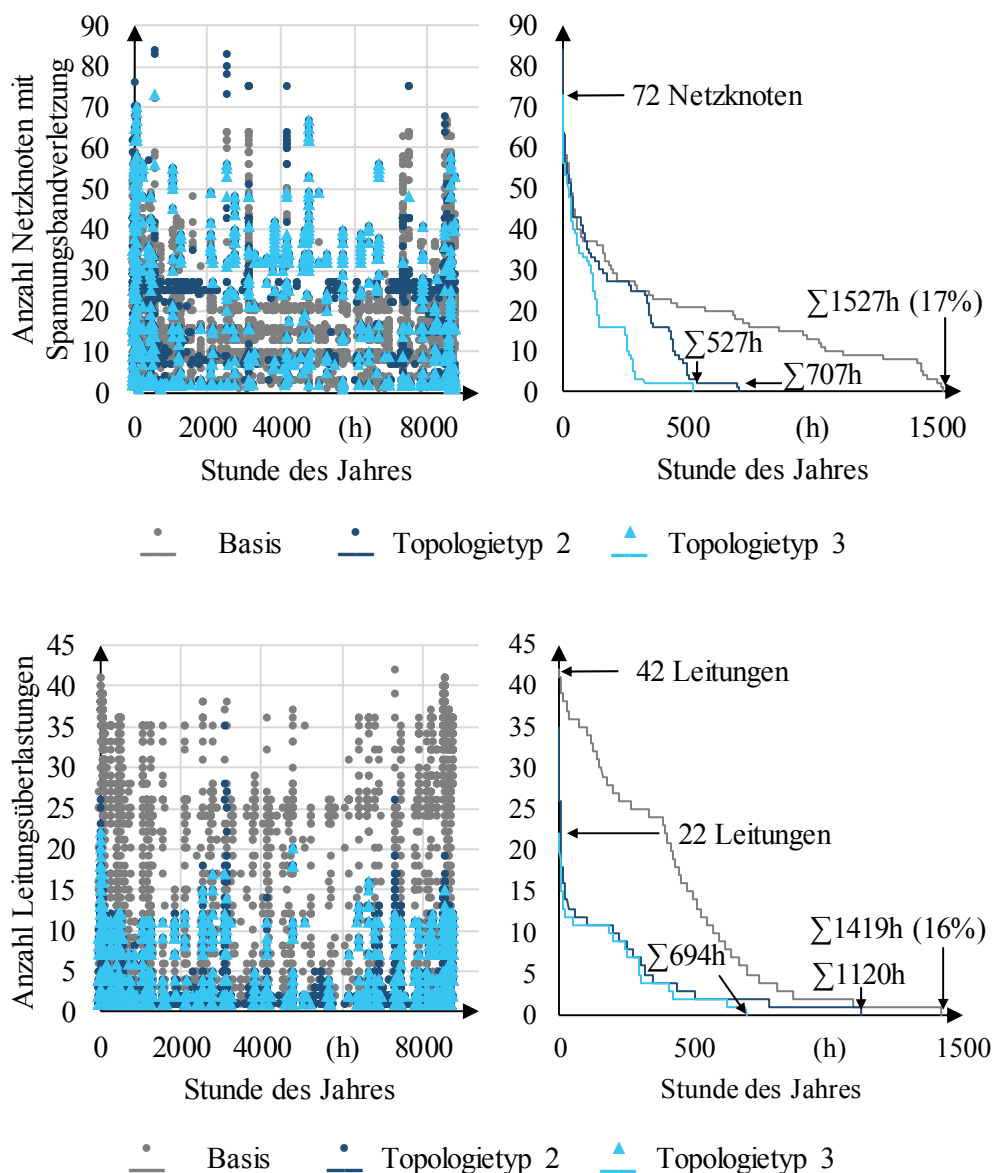 Anzahl Netzknoten mit
Spannungsbandverletzung
90
80
70
60
50
40
30
20
10
0
0 2000 4000 (h) 8000
Stunde des Jahres
90
80
70
60
50
40
30
20
10
0
72 Netzknoten
∑1527h (17%)
∑527h
∑707h
0 500 (h) 1500
Stunde des Jahres
Basis Topologietyp 2 Topologietyp 3
Anzahl Leitungsüberlastungen
45
40
35
30
25
20
15
10
5
0
0 2000 4000 (h) 8000
Stunde des Jahres
45
40
35
30
25
20
15
10
5
0
42 Leitungen
22 Leitungen
∑1419h (16%)
∑694h
∑1120h
0 500 (h) 1500
Stunde des Jahres
Basis Topologietyp 2 Topologietyp 3